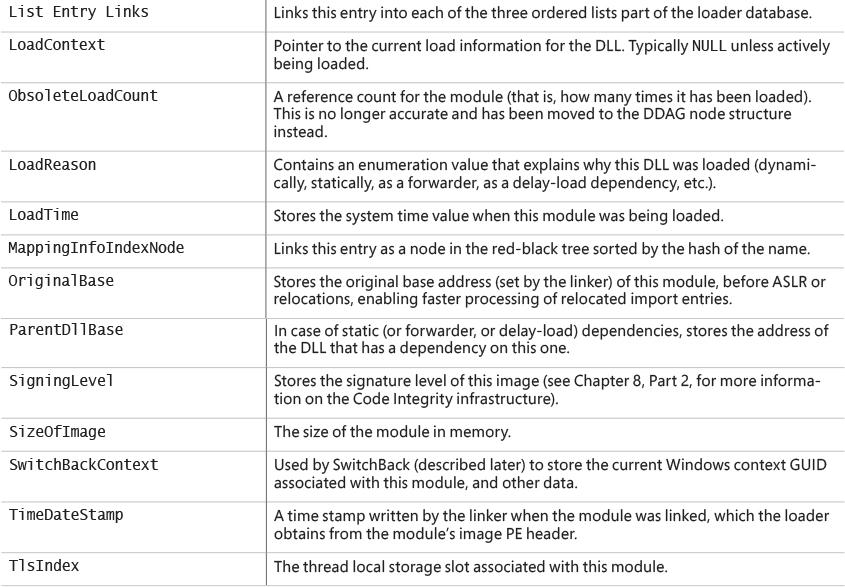 List Entry Links
Links this entry into each of the three ordered lists part of the loader database.
LoadContext
Pointer to the current load information for the DLL. Typically NULL unless actively
being loaded.
ObsoleteLoadCount
A reference count for the module (that is, how many times it has been loaded).
This is no longer accurate and has been moved to the DDAG node structure
instead.
LoadReason
Contains an enumeration value that explains why this DLL was loaded (dynami-
cally, statically, as a forwarder, as a delay-load dependency, etc.).
LoadTime
Stores the system time value when this module was being loaded.
MappingInfoIndexNode
Links this entry as a node in the red-black tree sorted by the hash of the name.
OriginalBase
Stores the original base address (set by the linker) of this module, before ASLR or
relocations, enabling faster processing of relocated import entries.
ParentDllBase
In case of static (or forwarder, or delay-load) dependencies, stores the address of
the DLL that has a dependency on this one.
SigningLevel
Stores the signature level of this image (see Chapter 8, Part 2, for more informa-
tion on the Code Integrity infrastructure).
SizeOfImage
The size of the module in memory.
SwitchBackContext
Used by SwitchBack (described later) to store the current Windows context GUID
associated with this module, and other data.
TimeDateStamp
A time stamp written by the linker when the module was linked, which the loader
obtains from the module’s image PE header.
TlsIndex
The thread local storage slot associated with this module.